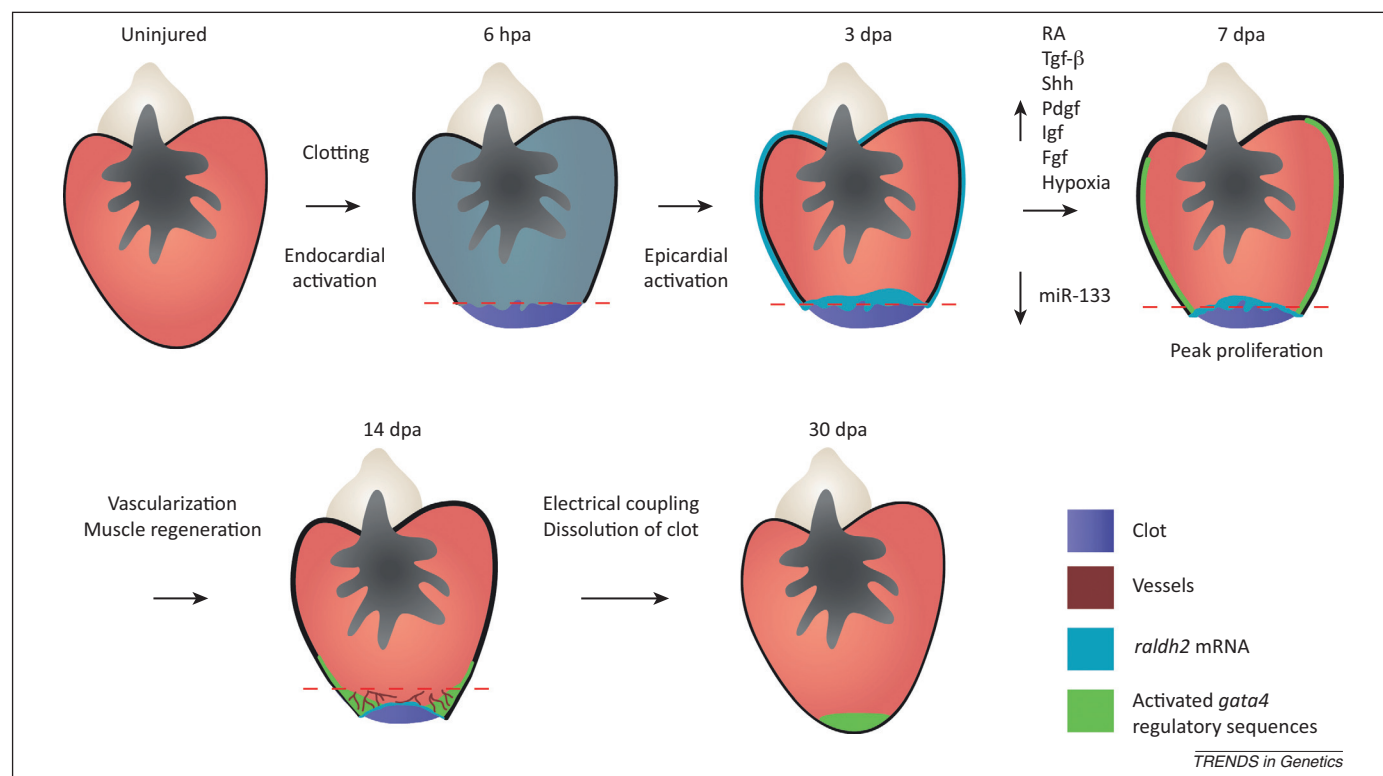 Uninjured
6 hpa
3 dpa
7 dpa
Clotting
Endocardial
activation
Epicardial
activation
RA
Tgf-β
Shh
Pdgf
Igf
Fgf
Hypoxia
miR-133
Peak proliferation
14 dpa
30 dpa
Vascularization
Muscle regeneration
Electrical coupling
Dissolution of clot
Clot
Vessels
raldh2 mRNA
Activated gata4
regulatory sequences
TRENDS in Genetics